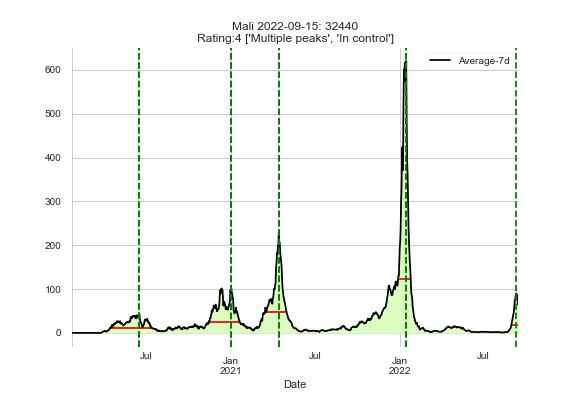 Mali 2022-09-15: 32440
Rating:4 ['Multiple peaks', 'In control']
Average-7d
600
500
400
300
200
100
0
Jul
Jan
2021
Jul
Jan
2022
Jul
Date